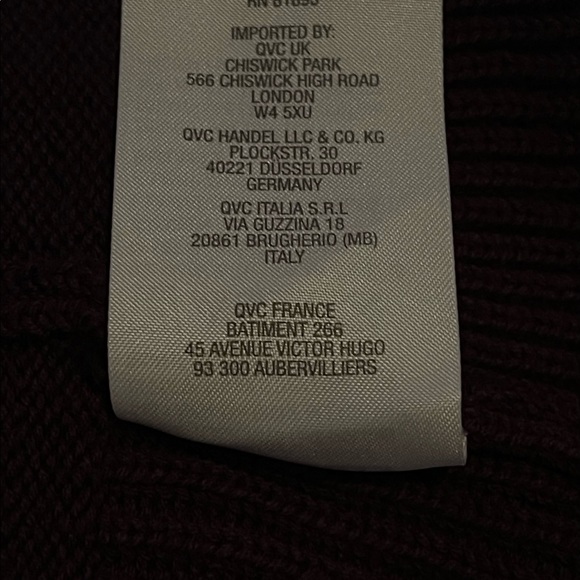 RN 81895
IMPORTED BY:
QVC UK
CHISWICK PARK
566 CHISWICK HIGH ROAD
LONDON
W4 5XU
QVC HANDEL LLC & CO. KG
PLOCKSTR. 30
40221 DÜSSELDORF
GERMANY
QVC ITALIA S.R.L
VIA GUZZINA 18
20861 BRUGHERIO (MB)
ITALY
QVC FRANCE
BATIMENT 266
45 AVENUE VICTOR HUGO
93 300 AUBERVILLIERS